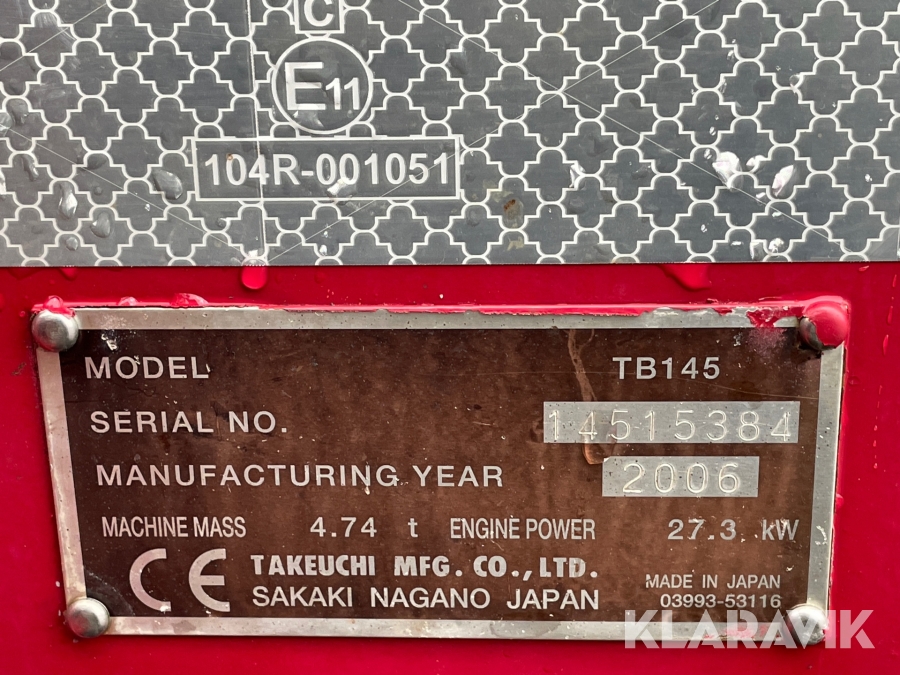 C
E11
104R-001051
MODEL TB145
SERIAL NO. 14515384
MANUFACTURING YEAR 2006
MACHINE MASS 4.74 t ENGINE POWER 27.3 kW
CE TAKEUCHI MFG. CO., LTD.
SAKAKI NAGANO JAPAN
MADE IN JAPAN
03993-53116
KLARAVIK